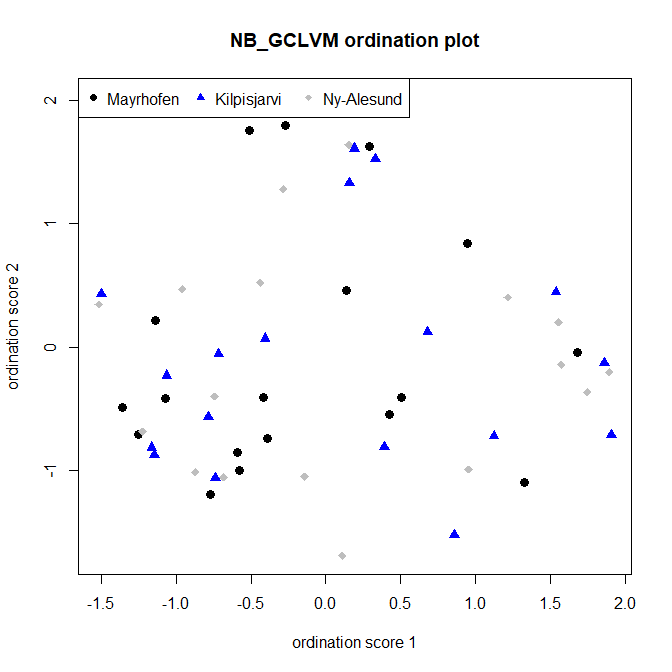 NB_GCLVM ordination plot
Mayrhofen Kilpisjarvi Ny-Alesund
ordination score 2
2
1
0
-1
-1.5 -1.0 -0.5 0.0 0.5 1.0 1.5 2.0
ordination score 1